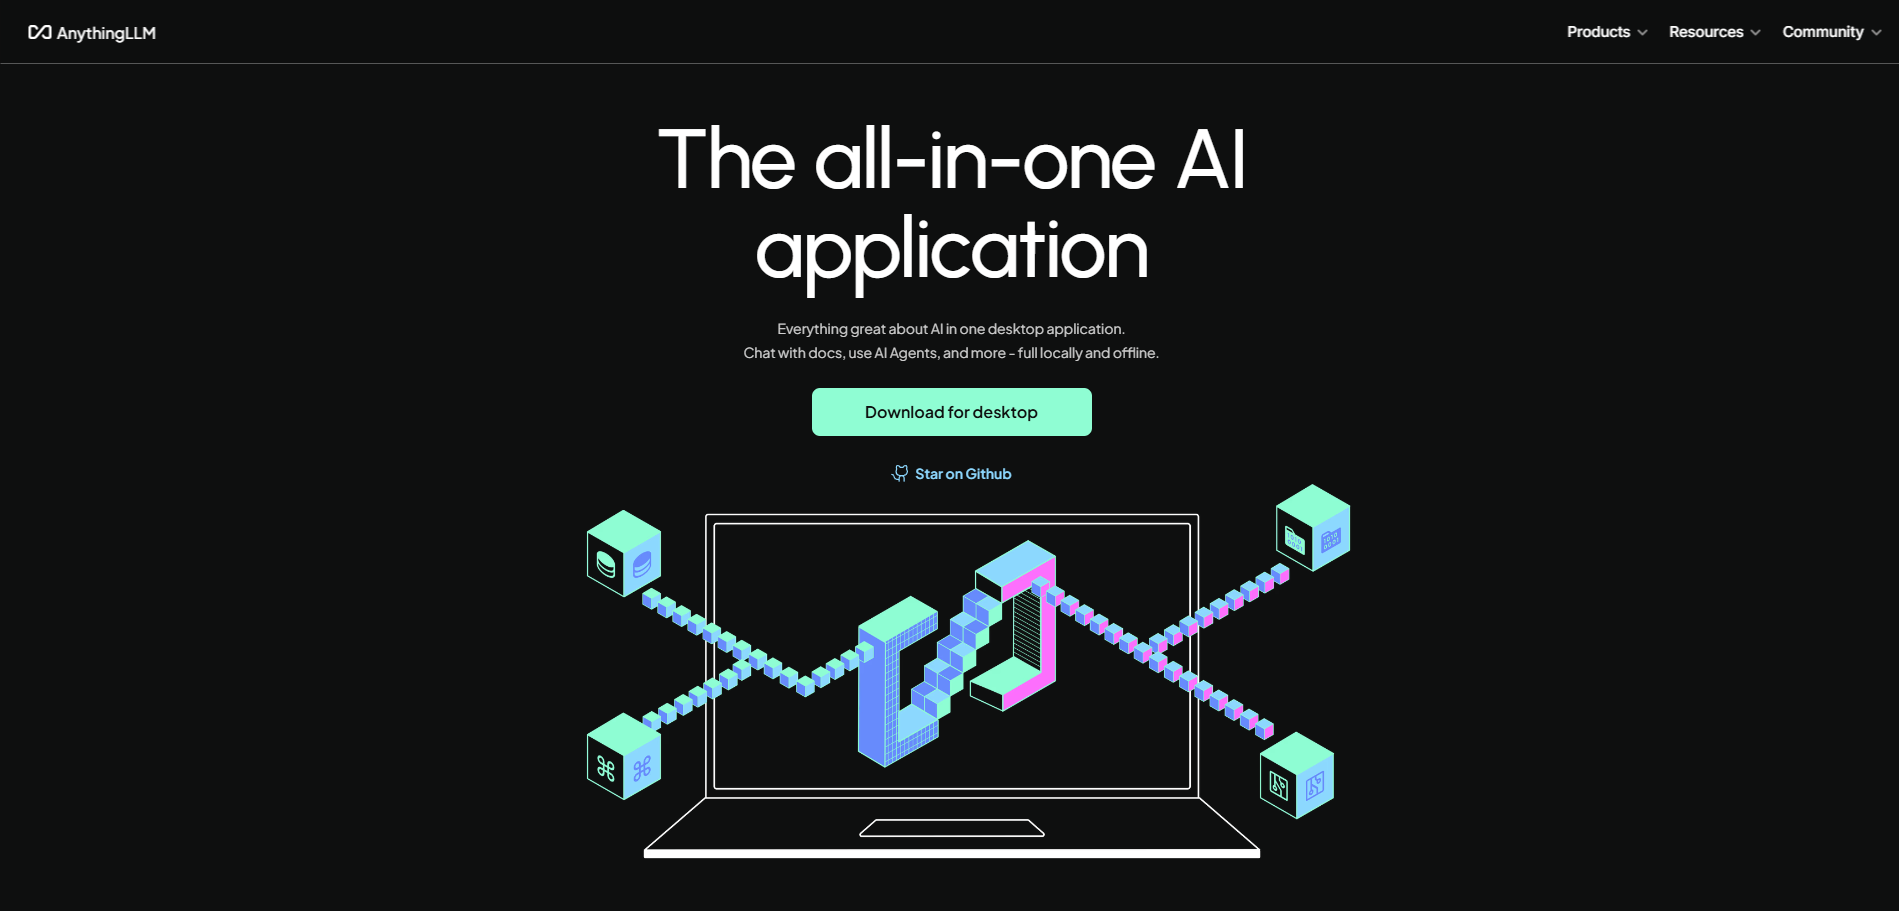 AnythingLLM
Products
Resources
Community
The all-in-one AI
application
Everything great about AI in one desktop application.
Chat with docs, use AI Agents, and more - full locally and offline.
Download for desktop
Star on Github